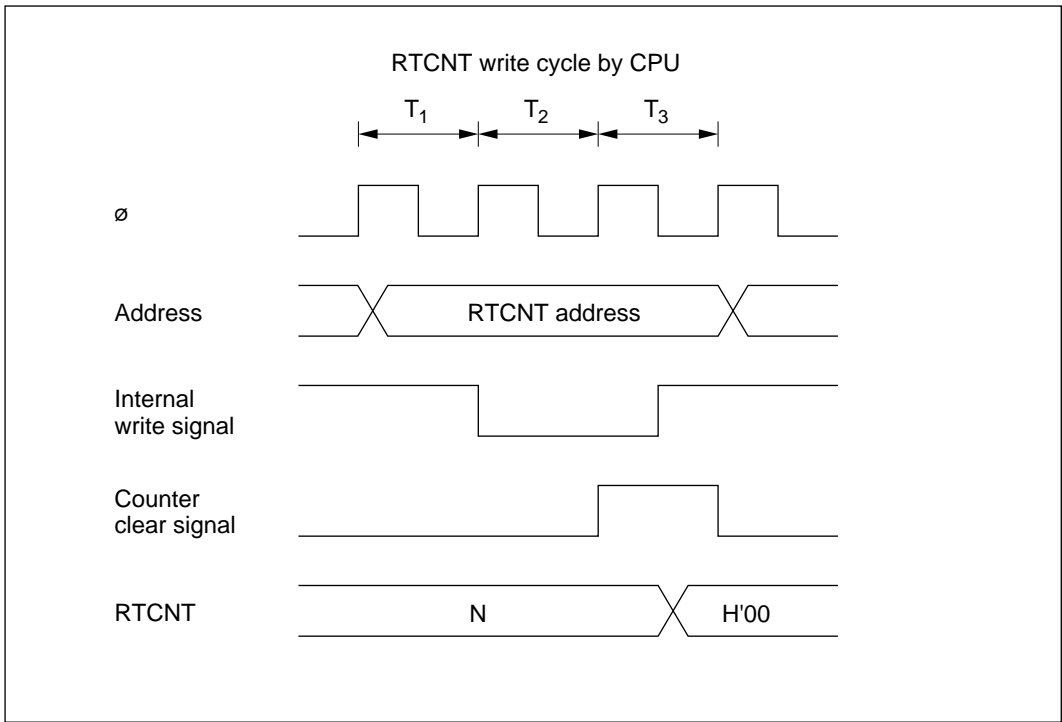 RTCNT write cycle by CPU
T1 T2 T3
ø
Address RTCNT address
Internal
write signal
Counter
clear signal
RTCNT N H'00